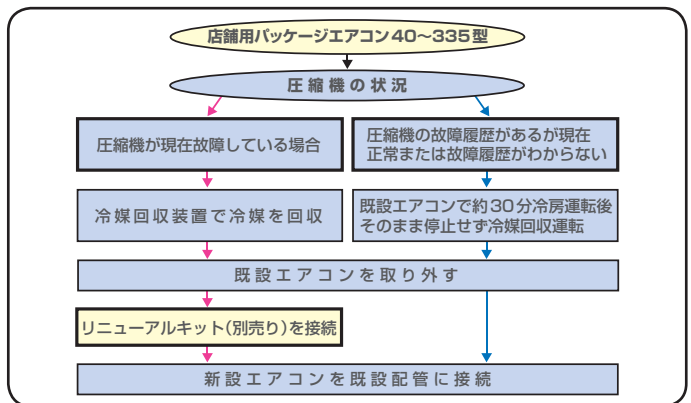 店舗用パッケージエアコン40〜335型
圧縮機の状況
圧縮機が現在故障している場合
圧縮機の故障履歴があるが現在
正常または故障履歴がわからない
冷媒回収装置で冷媒を回収
既設エアコンで約30分冷房運転後
そのまま停止せず冷媒回収運転
既設エアコンを取り外す
リニューアルキット(別売り)を接続
新設エアコンを既設配管に接続